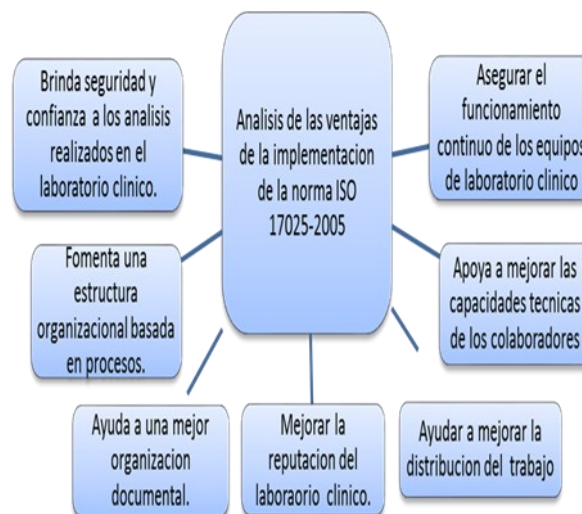 Brinda seguridad y
confianza a los analisis
realizados en el
laboratorio clinico.
Analisis de las ventajas
de la implementacion
de la norma ISO
17025-2005
Asegurar el
funcionamiento
continuo de los equipos
de laboratorio clinico
Fomenta una
estructura
organizacional basada
en procesos.
Apoya a mejorar las
capacidades tecnicas
de los colaboradores
Ayuda a una mejor
organizacion
documental.
Mejorar la
reputacion del
laboraorio clinico.
Ayudar a mejorar la
distribucion del trabajo